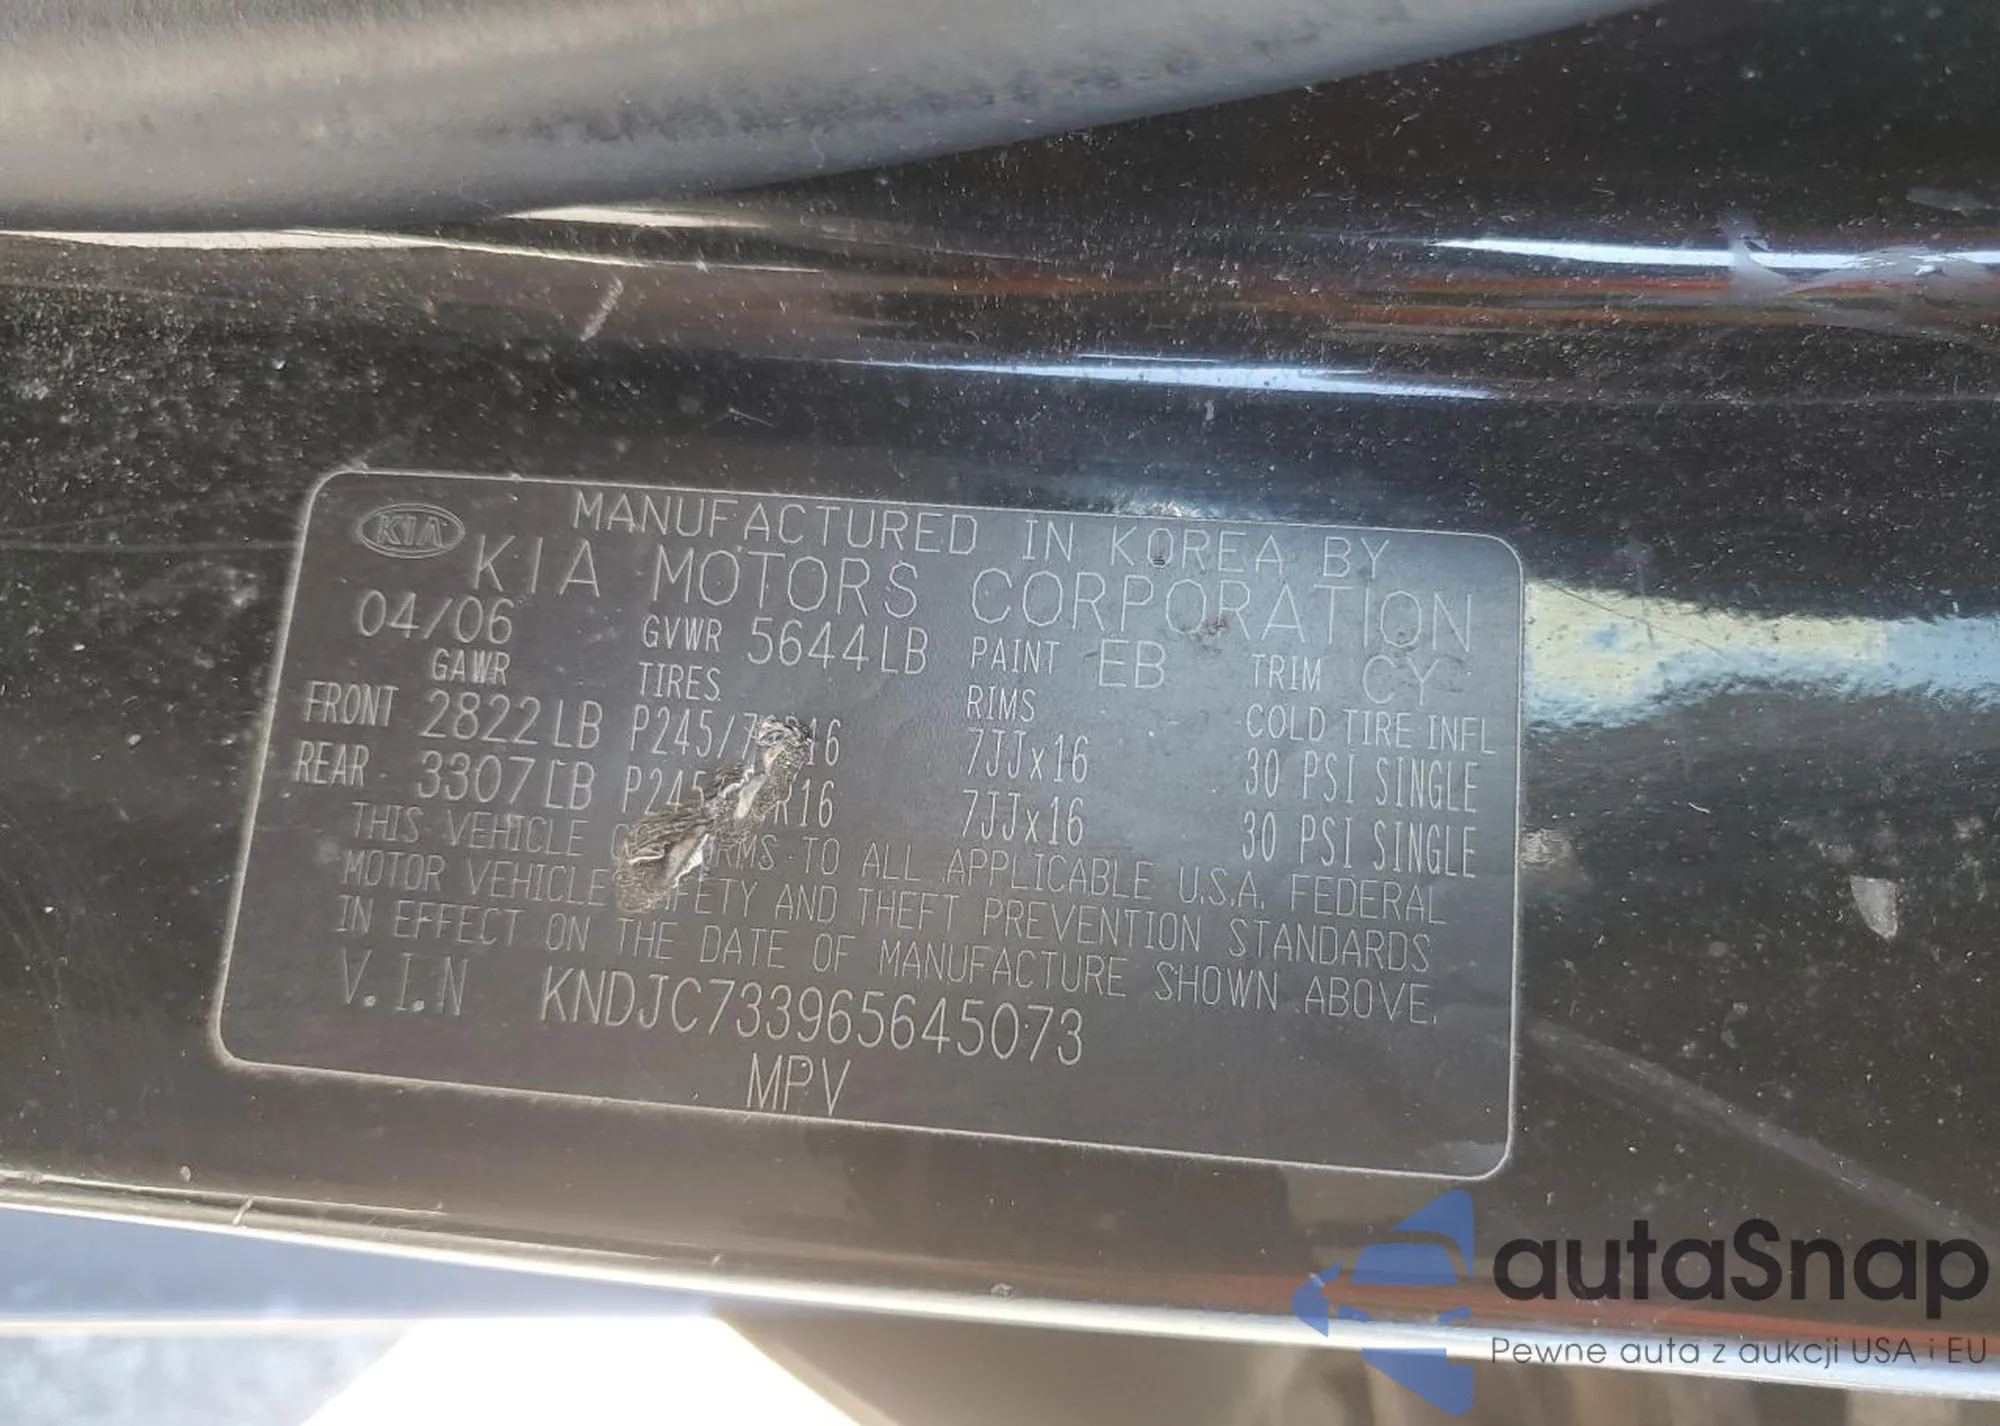 KIA
MANUFACTURED IN KOREA BY
KIA MOTORS CORPORATION
04/06 GVWR 5644LB PAINT EB TRIM CY
GAWR TIRES RIMS COLD TIRE INFL
FRONT 2822LB 7JJx16 30 PSI SINGLE
REAR 3307LB 7JJx16 30 PSI SINGLE
THIS VEHICLE TO ALL APPLICABLE U.S.A. FEDERAL
MOTOR VEHICLE SAFETY AND THEFT PREVENTION STANDARDS
IN EFFECT ON THE DATE OF MANUFACTURE SHOWN ABOVE.
V.I.N KNDJC733965645073
MPV
autaSnap
Pewne auta z aukcji USA i EU